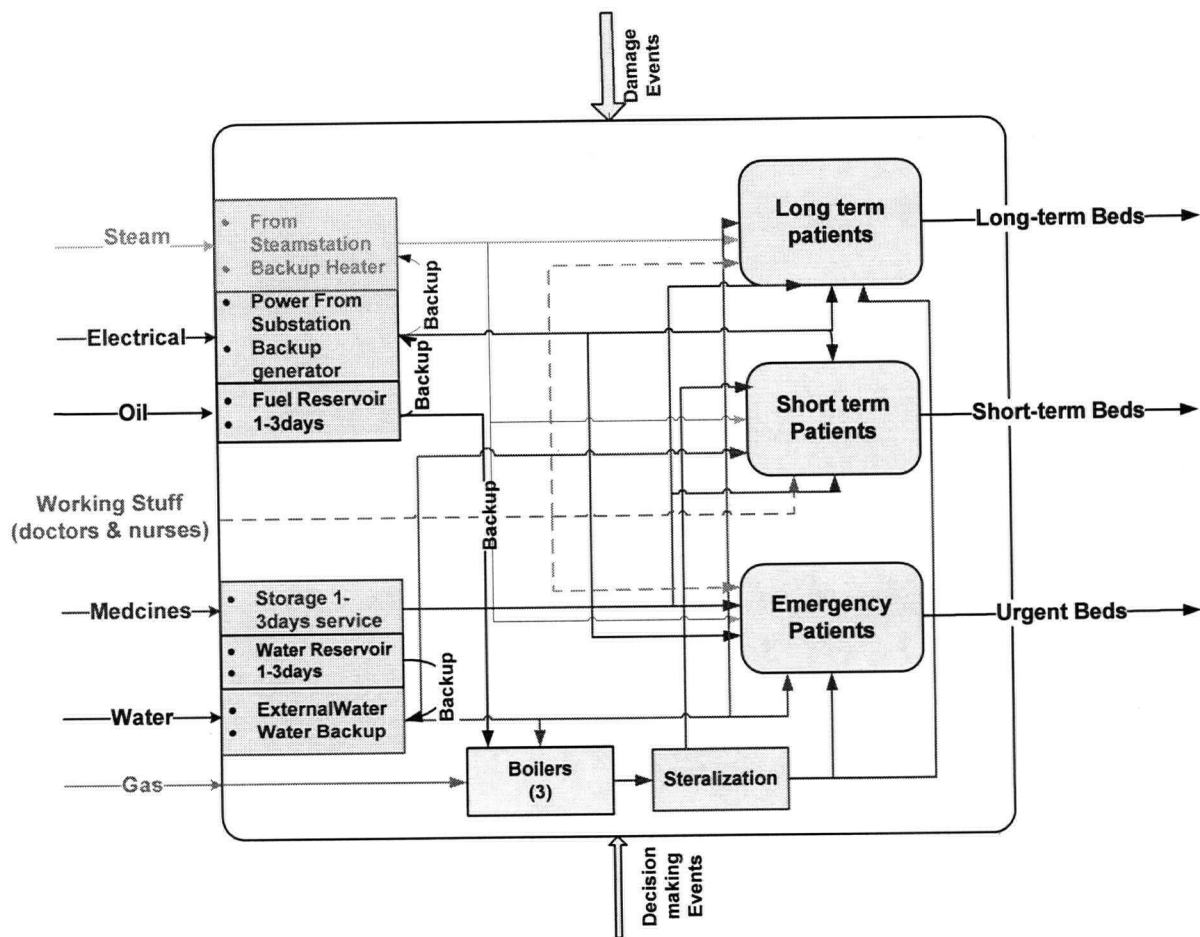 Damage
Events
Steam
• From
Steamstation
• Backup Heater
Long term
patients
Long-term Beds
Electrical
• Power From
Substation
• Backup
generator
Backup
Oil
• Fuel Reservoir
• 1-3days
Backup
Short term
Patients
Short-term Beds
Working Stuff
(doctors & nurses)
Backup
Medcines
• Storage 1-
3days service
• Water Reservoir
• 1-3days
Backup
Emergency
Patients
Urgent Beds
Water
• ExternalWater
• Water Backup
Gas
Boilers
(3)
Steralization
Decision
making
Events